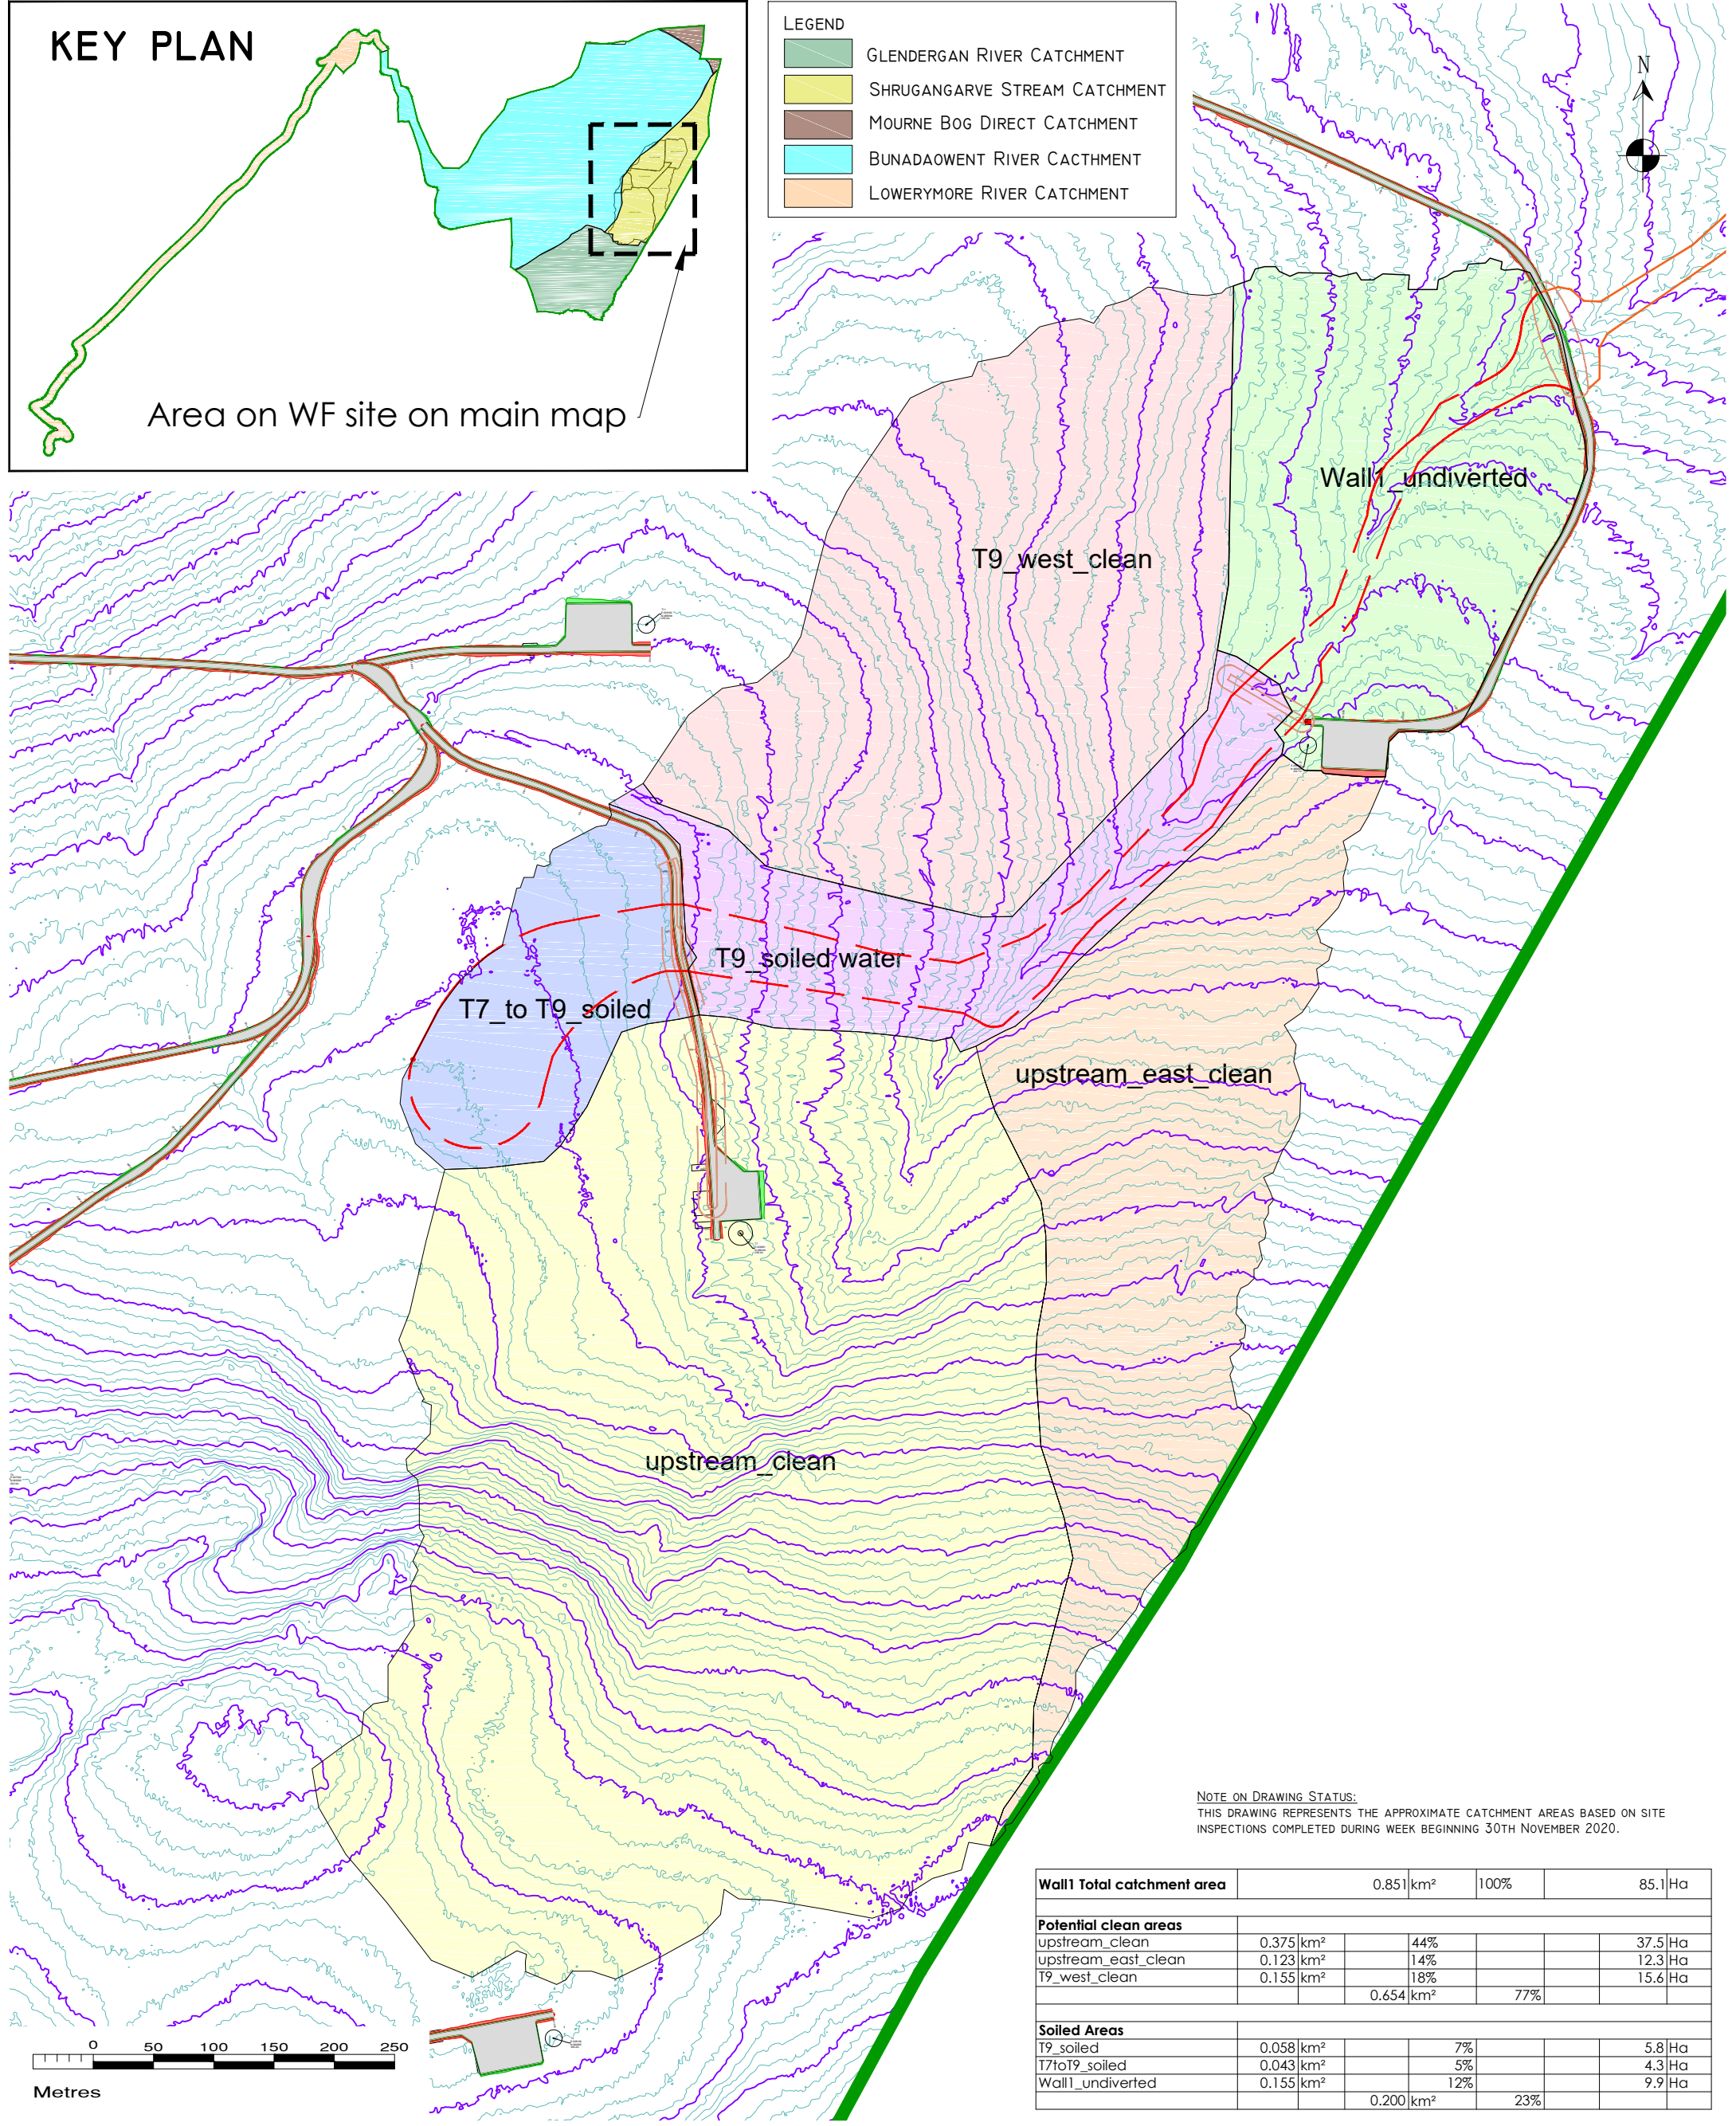 KEY PLAN
Area on WF site on main map
LEGEND
GLENDERGAN RIVER CATCHMENT
SHRUGANGARVE STREAM CATCHMENT
MOURNE BOG DIRECT CATCHMENT
BUNADAOWENT RIVER CACTHMENT
LOWERYMORE RIVER CATCHMENT
N
Wall1_undiverted
T9_west_clean
T9_soiled water
T7_to T9_soiled
upstream_east_clean
upstream_clean
NOTE ON DRAWING STATUS:
THIS DRAWING REPRESENTS THE APPROXIMATE CATCHMENT AREAS BASED ON SITE
INSPECTIONS COMPLETED DURING WEEK BEGINNING 30TH NOVEMBER 2020.
Wall1 Total catchment area 0.851 km² 100% 85.1 Ha
Potential clean areas
upstream_clean 0.375 km² 44% 37.5 Ha
upstream_east_clean 0.123 km² 14% 12.3 Ha
T9_west_clean 0.155 km² 18% 15.6 Ha
0.654 km² 77%
Soiled Areas
T9_soiled 0.058 km² 7% 5.8 Ha
T7toT9_soiled 0.043 km² 5% 4.3 Ha
Wall1_undiverted 0.155 km² 12% 9.9 Ha
0.200 km² 23%
0 50 100 150 200 250
Metres